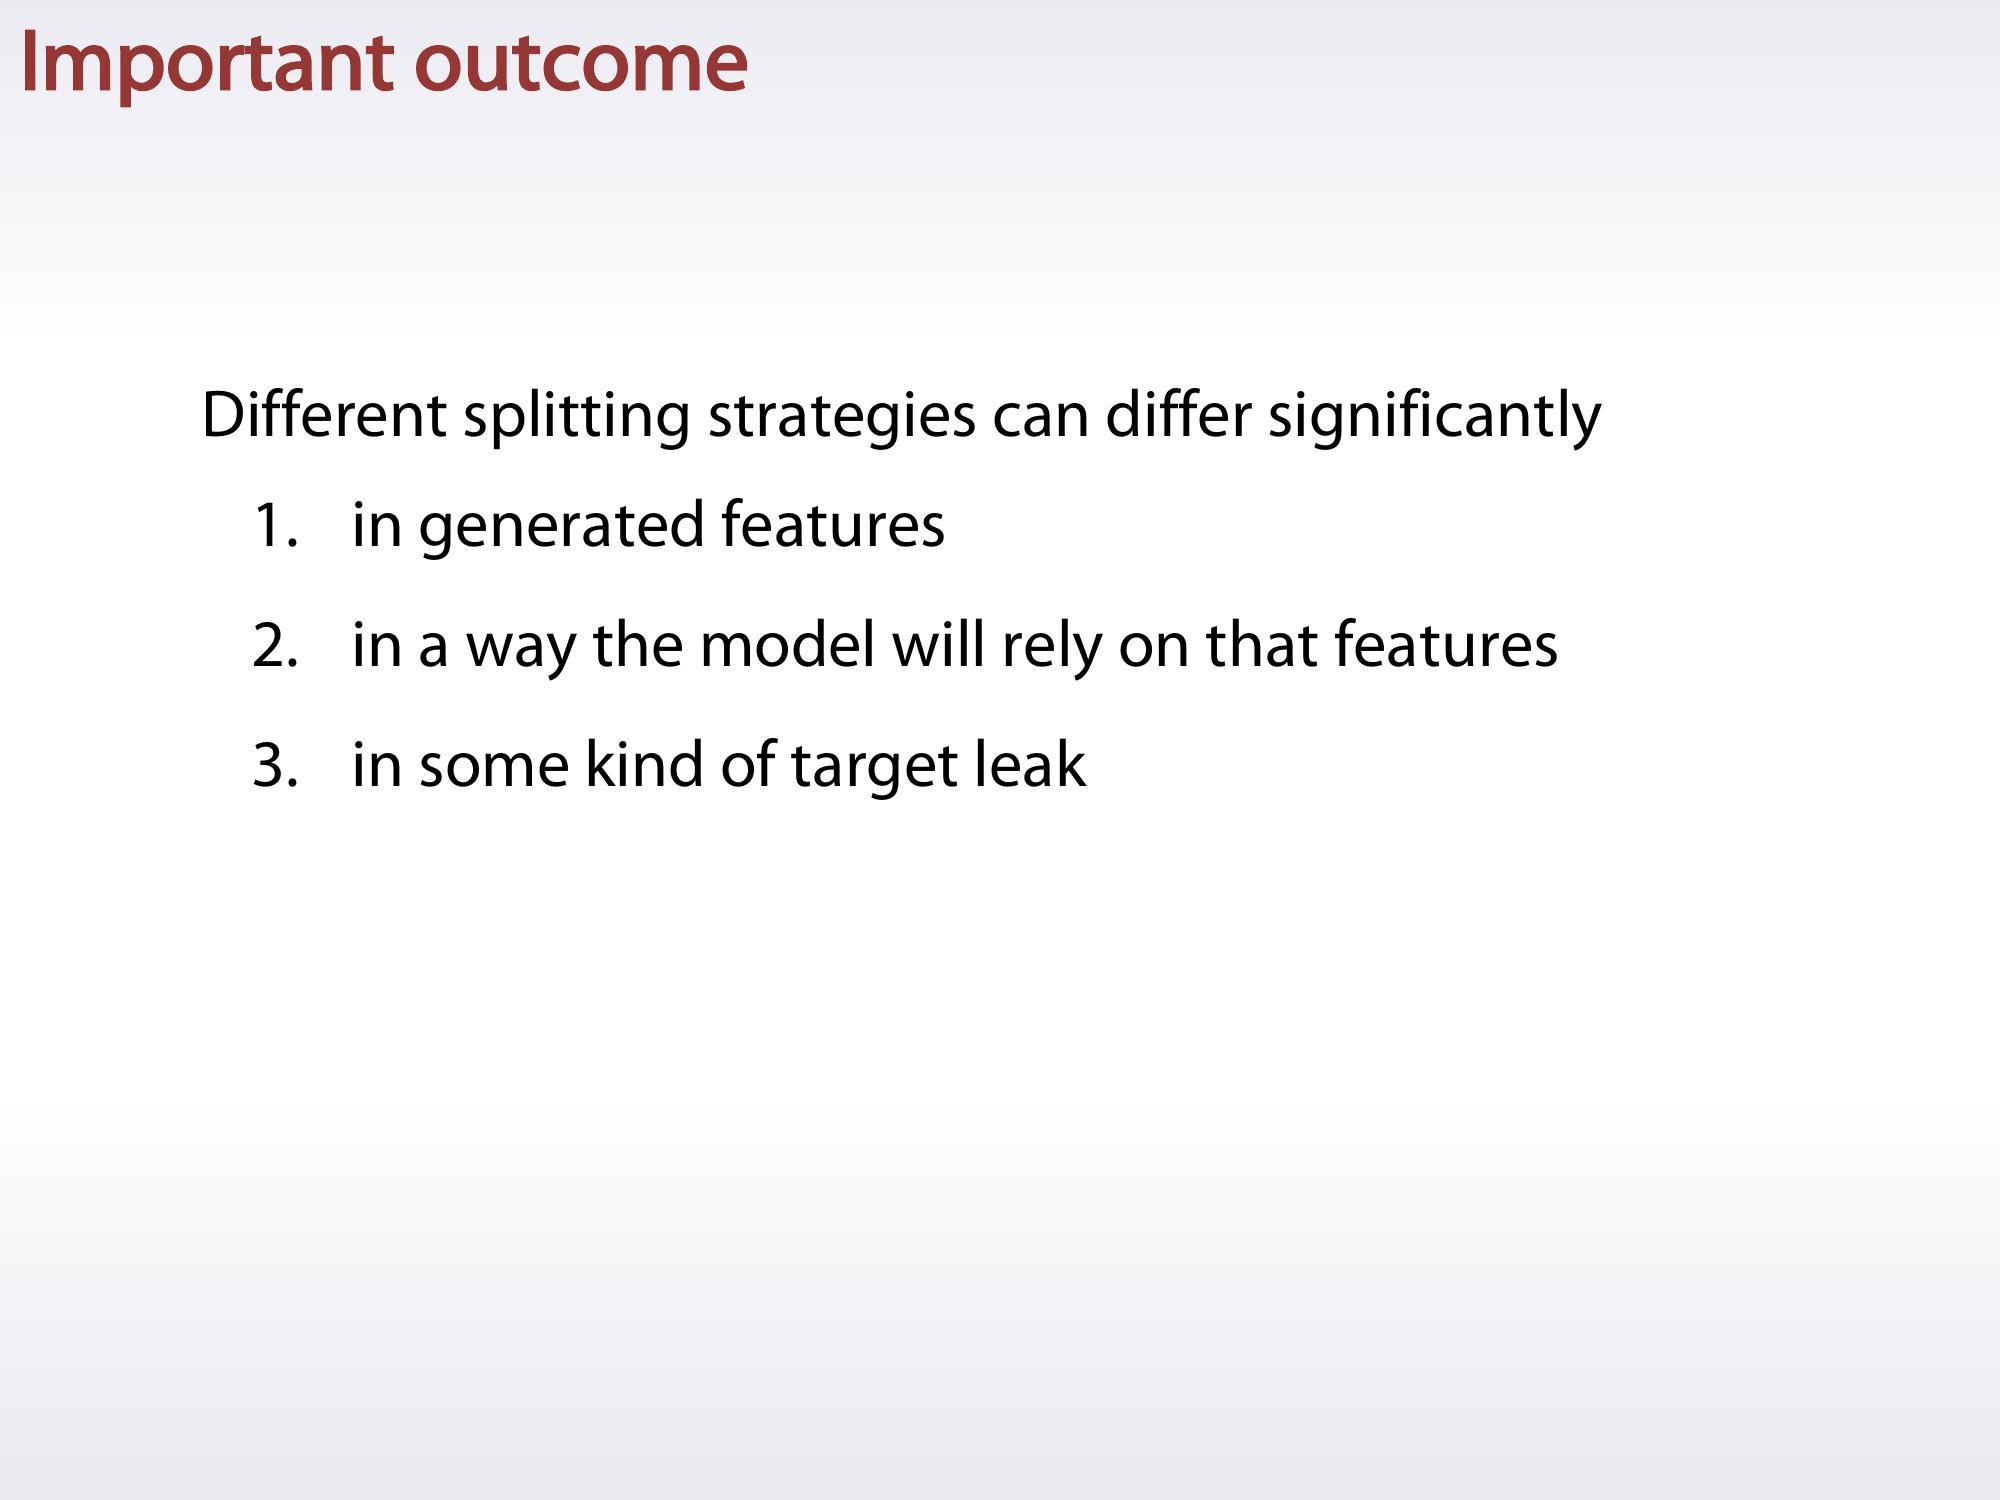 Important outcome
Different splitting strategies can differ significantly
1. in generated features
2. in a way the model will rely on that features
3. in some kind of target leak